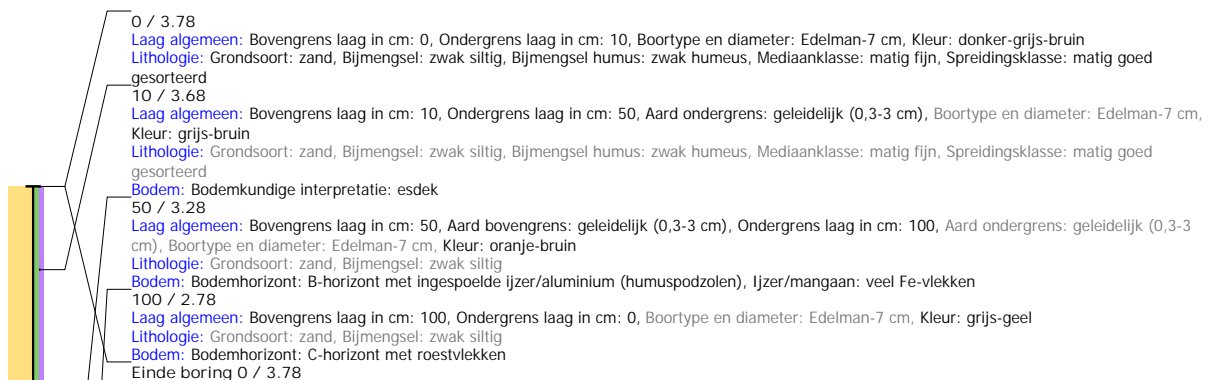 0 / 3.78
Laag algemeen: Bovengrens laag in cm: 0, Ondergrens laag in cm: 10, Boortype en diameter: Edelman-7 cm, Kleur: donker-grijs-bruin
Lithologie: Grondsoort: zand, Bijmengsel: zwak siltig, Bijmengsel humus: zwak humeus, Mediaanklasse: matig fijn, Spreidingsklasse: matig goed
gesorteerd
10 / 3.68
Laag algemeen: Bovengrens laag in cm: 10, Ondergrens laag in cm: 50, Aard ondergrens: geleidelijk (0,3-3 cm), Boortype en diameter: Edelman-7 cm,
Kleur: grijs-bruin
Lithologie: Grondsoort: zand, Bijmengsel: zwak siltig, Bijmengsel humus: zwak humeus, Mediaanklasse: matig fijn, Spreidingsklasse: matig goed
gesorteerd
Bodem: Bodemkundige interpretatie: esdek
50 / 3.28
Laag algemeen: Bovengrens laag in cm: 50, Aard bovengrens: geleidelijk (0,3-3 cm), Ondergrens laag in cm: 100, Aard ondergrens: geleidelijk (0,3-3
cm), Boortype en diameter: Edelman-7 cm, Kleur: oranje-bruin
Lithologie: Grondsoort: zand, Bijmengsel: zwak siltig
Bodem: Bodemhorizont: B-horizont met ingespoelde ijzer/aluminium (humuspodzolen), Ijzer/mangaan: veel Fe-vlekken
100 / 2.78
Laag algemeen: Bovengrens laag in cm: 100, Ondergrens laag in cm: 0, Boortype en diameter: Edelman-7 cm, Kleur: grijs-geel
Lithologie: Grondsoort: zand, Bijmengsel: zwak siltig
Bodem: Bodemhorizont: C-horizont met roestvlekken
Einde boring 0 / 3.78